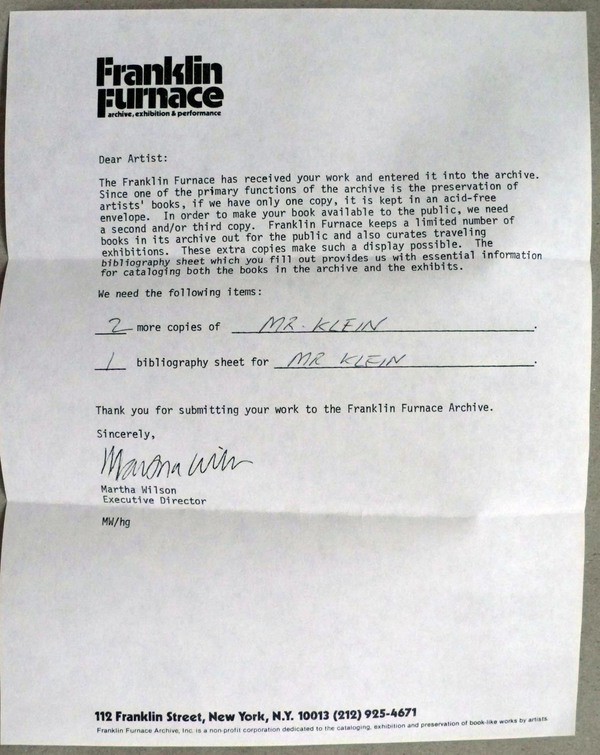 Franklin
Furnace
archive, exhibition & performance
Dear Artist:
The Franklin Furnace has received your work and entered it into the archive.
Since one of the primary functions of the archive is the preservation of
artists' books, if we have only one copy, it is kept in an acid-free
envelope. In order to make your book available to the public, we need
a second and/or third copy. Franklin Furnace keeps a limited number of
books in its archive out for the public and also curates traveling
exhibitions. These extra copies make such a display possible. The
bibliography sheet which you fill out provides us with essential information
for cataloging both the books in the archive and the exhibits.
We need the following items:
2 more copies of MR. KLEIN.
1 bibliography sheet for MR KLEIN.
Thank you for submitting your work to the Franklin Furnace Archive.
Sincerely,
Martha Wilson
Martha Wilson
Executive Director
MW/hg
112 Franklin Street, New York, N.Y. 10013 (212) 925-4671
Franklin Furnace Archive, Inc. is a non-profit corporation dedicated to the cataloging, exhibition and preservation of book-like works by artists.